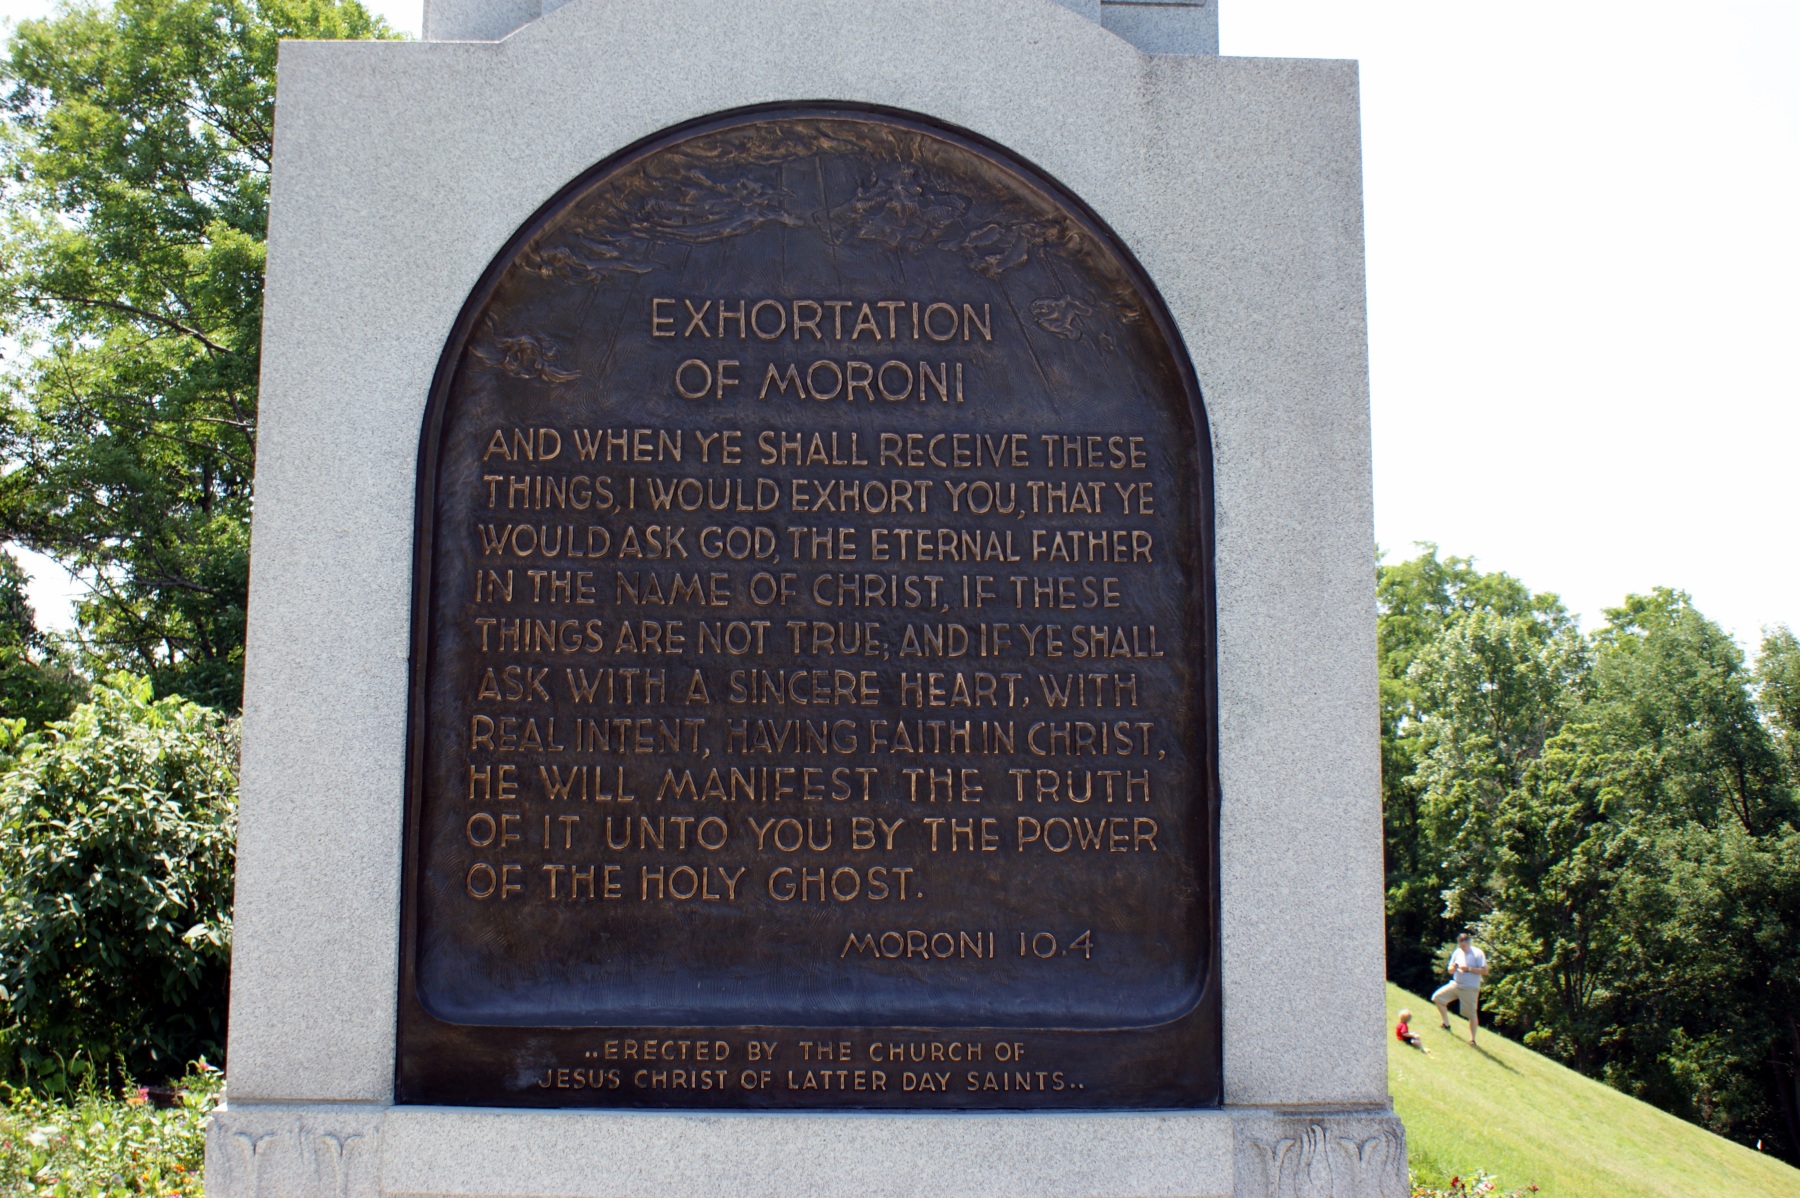 EXHORTATION
OF MORONI
AND WHEN YE SHALL RECEIVE THESE
THINGS, I WOULD EXHORT YOU, THAT YE
WOULD ASK GOD, THE ETERNAL FATHER
IN THE NAME OF CHRIST, IF THESE
THINGS ARE NOT TRUE; AND IF YE SHALL
ASK WITH A SINCERE HEART, WITH
REAL INTENT, HAVING FAITH IN CHRIST,
HE WILL MANIFEST THE TRUTH
OF IT UNTO YOU BY THE POWER
OF THE HOLY GHOST.
MORONI 10.4
..ERECTED BY THE CHURCH OF
JESUS CHRIST OF LATTER DAY SAINTS..